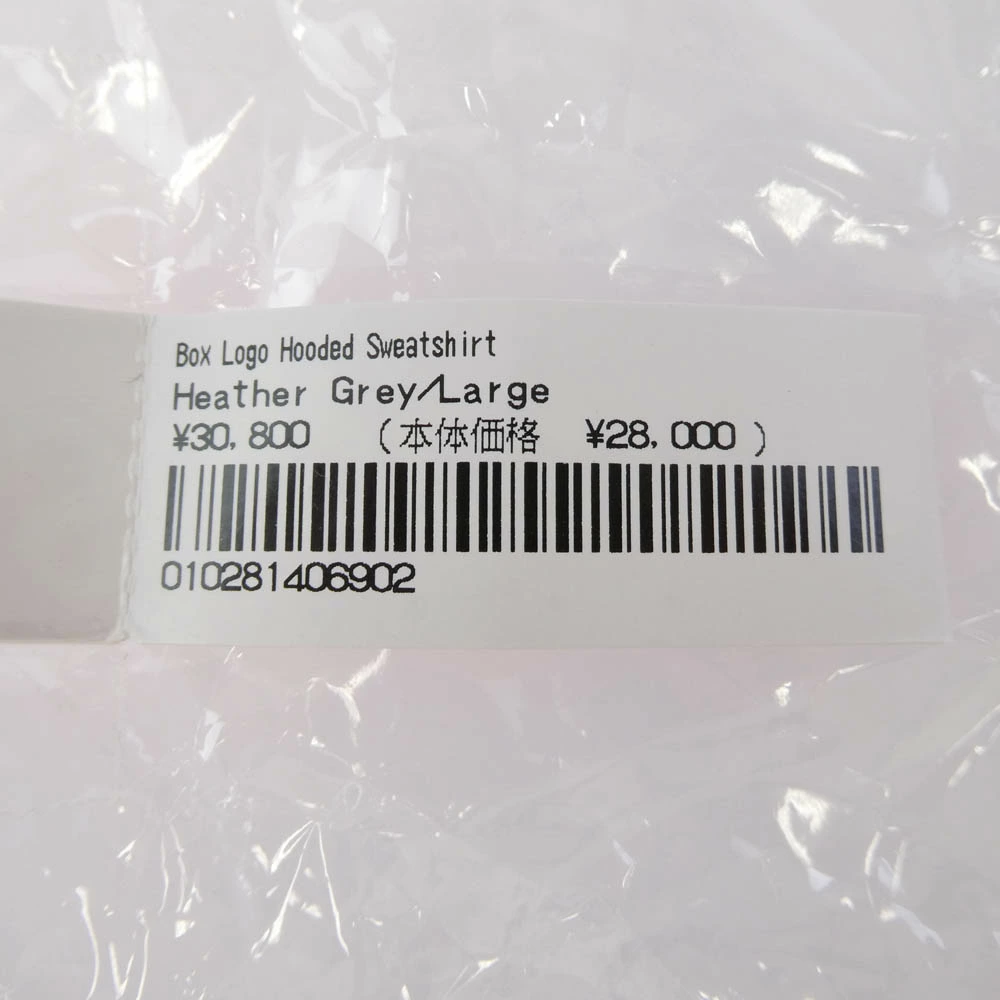 Box Logo Hooded Sweatshirt
Heather Grey/Large
¥30,800 (本体価格 ¥28,000)
010281406902